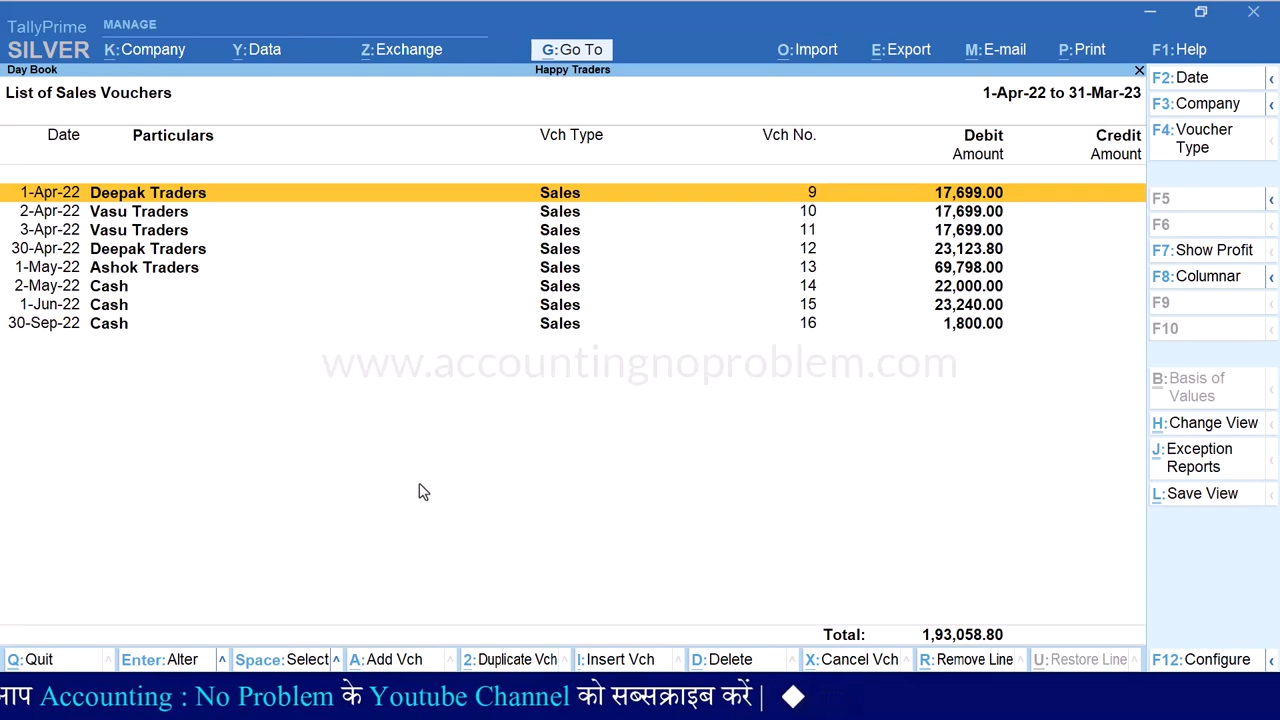 TallyPrime MANAGE
SILVER K:Company Y:Data Z:Exchange G:Go To O:Import E:Export M:E-mail P:Print F1:Help
Day Book Happy Traders
List of Sales Vouchers 1-Apr-22 to 31-Mar-23
Date Particulars Vch Type Vch No. Debit Credit
Amount Amount
1-Apr-22 Deepak Traders Sales 9 17,699.00
2-Apr-22 Vasu Traders Sales 10 17,699.00
3-Apr-22 Vasu Traders Sales 11 17,699.00
30-Apr-22 Deepak Traders Sales 12 23,123.80
1-May-22 Ashok Traders Sales 13 69,798.00
2-May-22 Cash Sales 14 22,000.00
1-Jun-22 Cash Sales 15 23,240.00
30-Sep-22 Cash Sales 16 1,800.00
www.accountingnoproblem.com
Total: 1,93,058.80
F2:Date
F3:Company
F4:Voucher
Type
F5
F6
F7:Show Profit
F8:Columnar
F9
F10
B:Basis of
Values
H:Change View
J:Exception
Reports
L:Save View
Q:Quit Enter:Alter Space:Select A:Add Vch 2:Duplicate Vch I:Insert Vch D:Delete X:Cancel Vch R:Remove Line U:Restore Line F12:Configure
आप Accounting : No Problem के Youtube Channel को सब्सक्राइब करें |